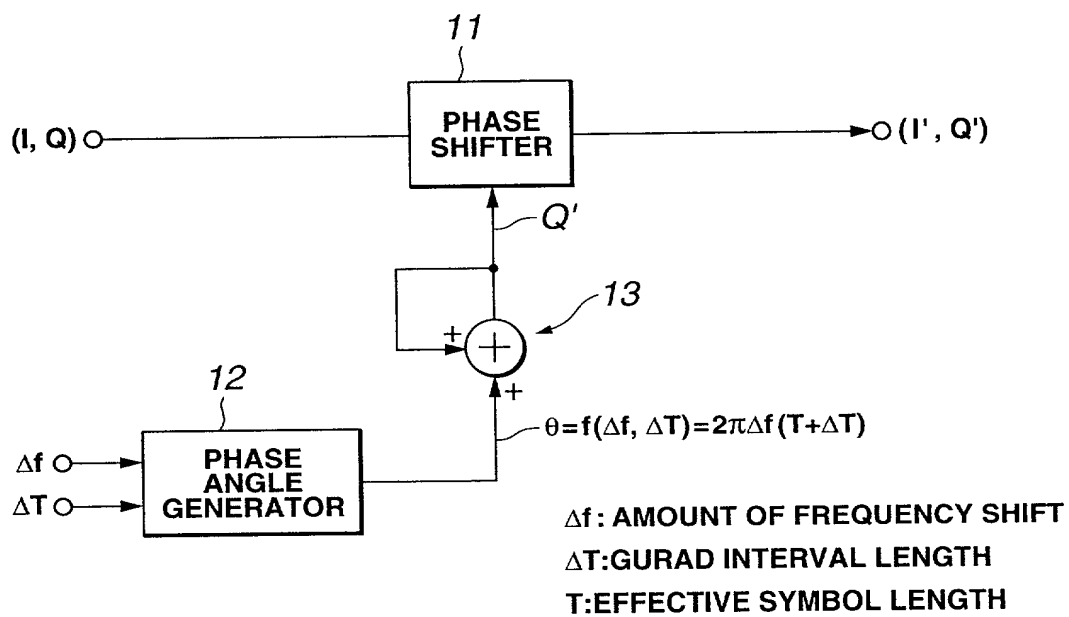 11
PHASE
SHIFTER
(I, Q)
(I', Q')
Q'
13
+
+
+
12
PHASE
ANGLE
GENERATOR
Δf
ΔT
θ=f(Δf, ΔT)=2πΔf(T+ΔT)
Δf: AMOUNT OF FREQUENCY SHIFT
ΔT:GURAD INTERVAL LENGTH
T:EFFECTIVE SYMBOL LENGTH